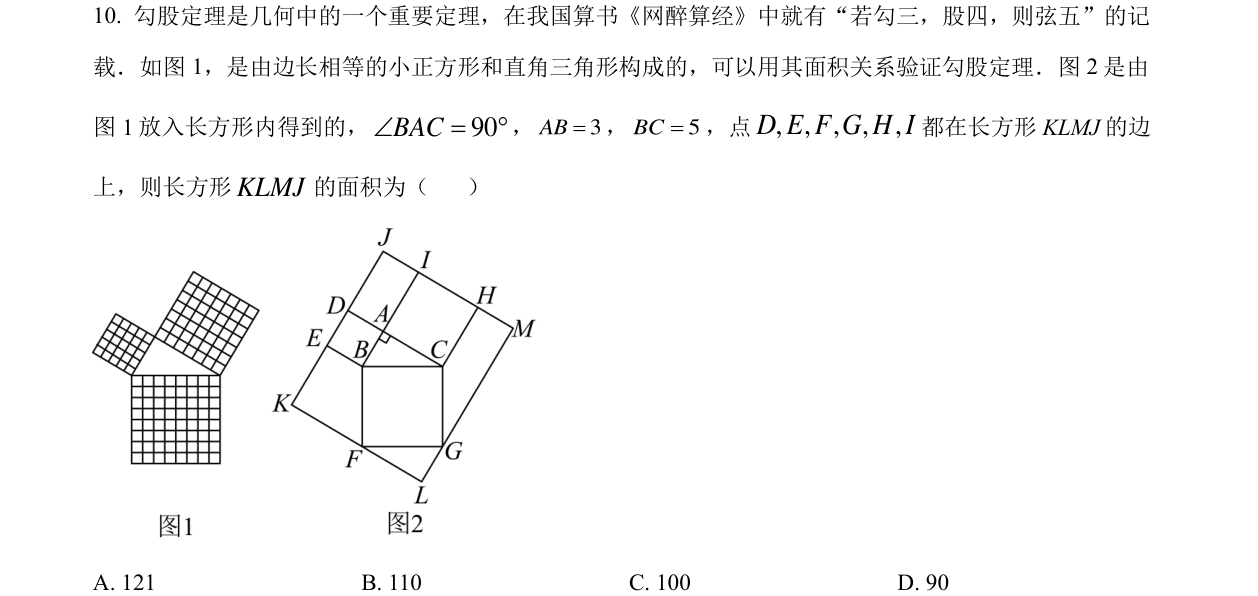 10. 勾股定理是几何中的一个重要定理，在我国算书《网醉算经》中就有“若勾三，股四，则弦五”的记
载．如图 1，是由边长相等的小正方形和直角三角形构成的，可以用其面积关系验证勾股定理．图 2 是由
图 1 放入长方形内得到的，∠BAC = 90°，AB = 3，BC = 5，点 D, E, F, G, H, I 都在长方形 KLMJ 的边
上，则长方形 KLMJ 的面积为（　　）
J
I
H
D
A
M
E
B
C
K
F
G
L
图1
图2
A. 121 B. 110 C. 100 D. 90